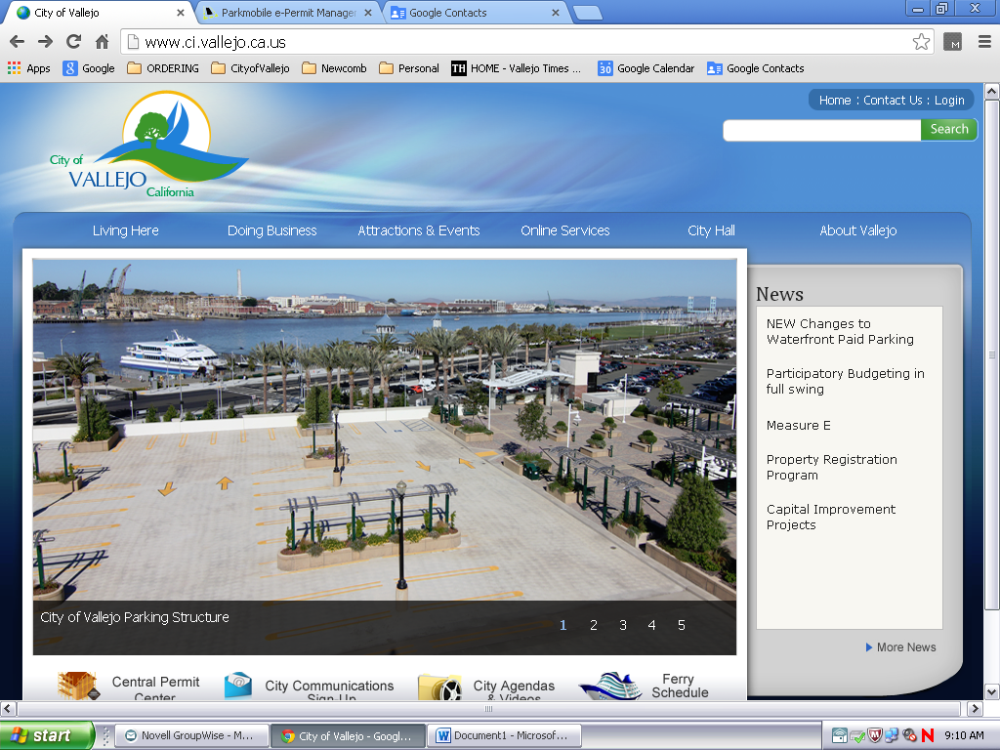 City of Vallejo
Parkmobile e-Permit Manager
Google Contacts
www.ci.vallejo.ca.us
M
Apps
8 Google
ORDERING
CityofVallejo
Newcomb
Personal
TH HOME - Vallejo Times ...
30 Google Calendar
Google Contacts
Home : Contact Us : Login
Search
City of
VALLEJO
California
Living Here
Doing Business
Attractions & Events
Online Services
City Hall
About Vallejo
News
NEW Changes to
Waterfront Paid Parking
Participatory Budgeting in
full swing
Measure E
Property Registration
Program
Capital Improvement
Projects
More News
City of Vallejo Parking Structure
1 2 3 4 5
Central Permit
Center
City Communications
Sign-Up
City Agendas
& Videos
Ferry
Schedule
start
Novell GroupWise - M...
City of Vallejo - Googl...
Document1 - Microsof...
N
9:10 AM